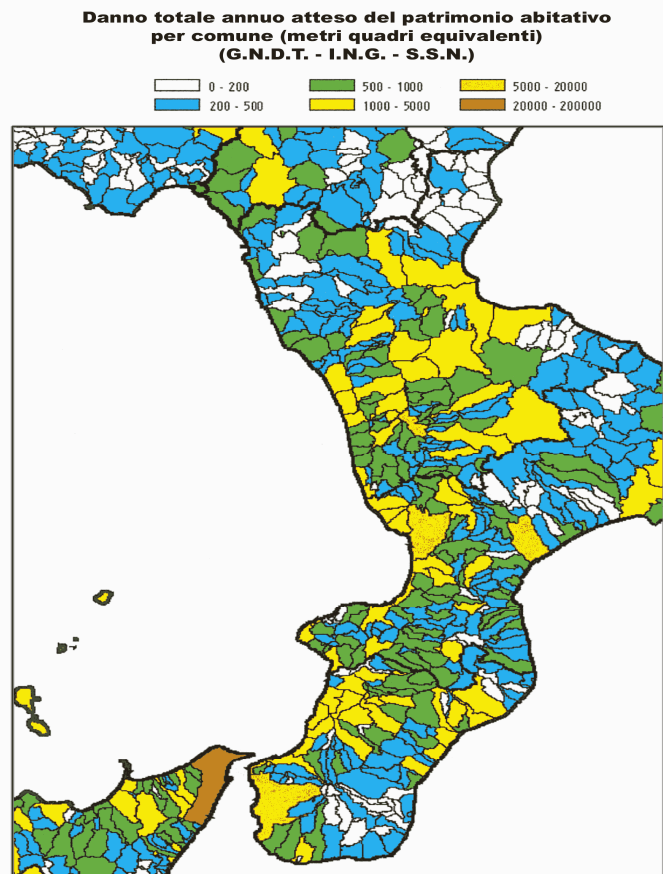 Danno totale annuo atteso del patrimonio abitativo
per comune (metri quadri equivalenti)
(G.N.D.T. - I.N.G. - S.S.N.)
0 - 200
500 - 1000
5000 - 20000
200 - 500
1000 - 5000
20000 - 200000